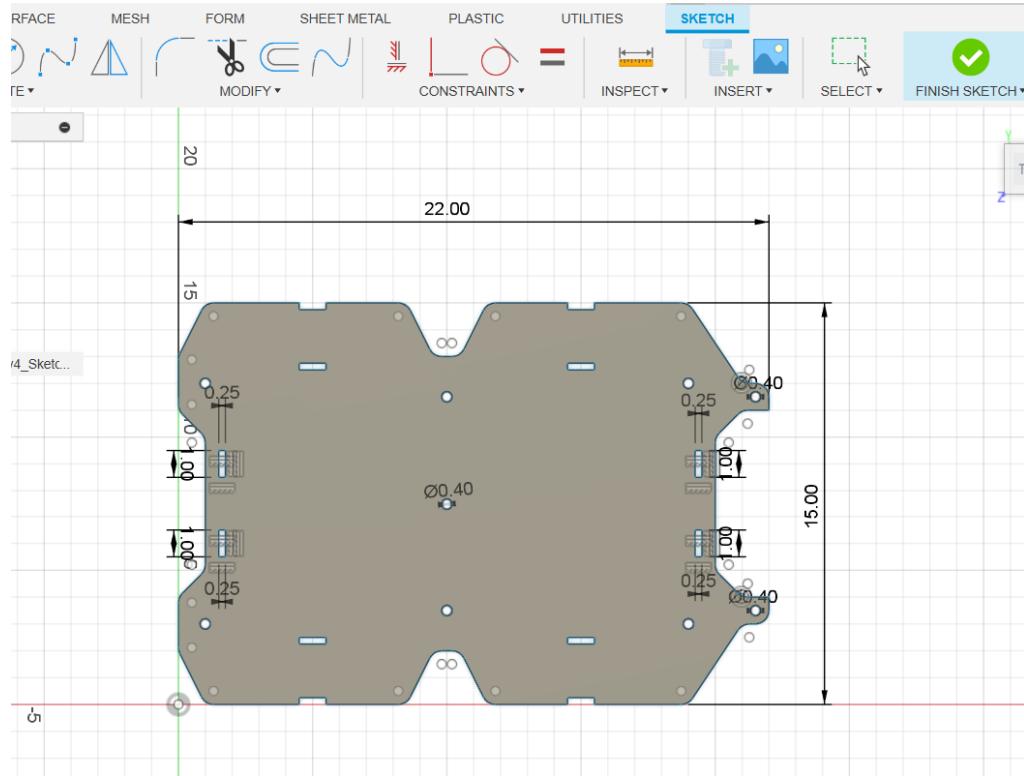 RFACE MESH FORM SHEET METAL PLASTIC UTILITIES SKETCH
TE MODIFY CONSTRAINTS INSPECT INSERT SELECT FINISH SKETCH
20
22.00
15
/4_Sketc...
Ø0.40
0.25
0.25
10
1.00
1.00
Ø0.40
15.00
1.00
1.00
0.25
0.25
Ø0.40
-5
Y
T
Z